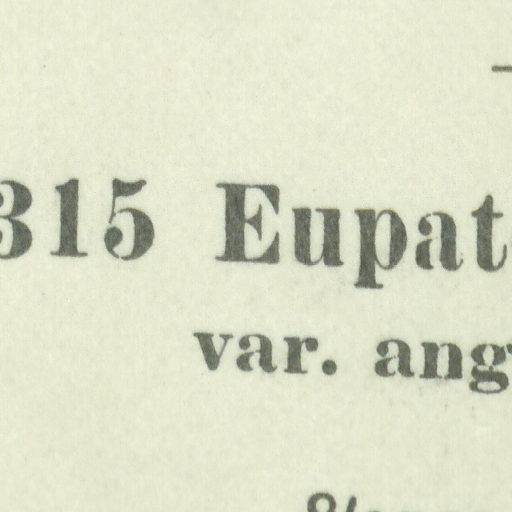 315 Eupat
var. ang